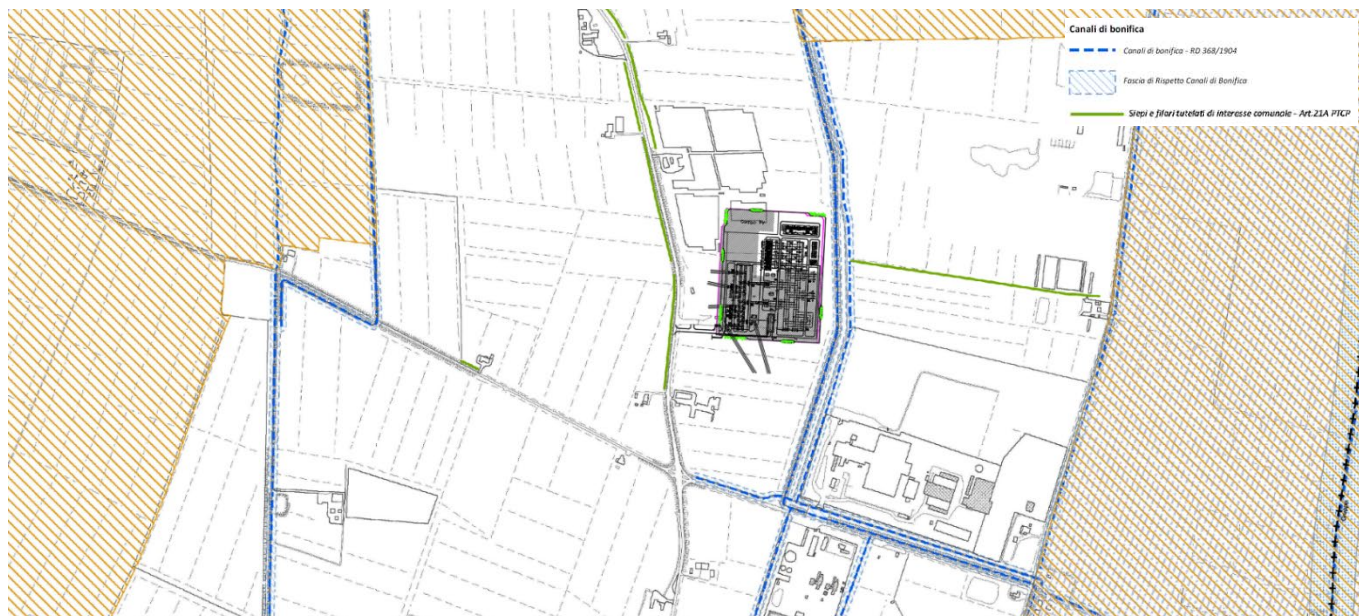 Canali di bonifica
Canali di bonifica - RD 368/1904
Fascia di Rispetto Canali di Bonifica
Siepi e filari tutelati di interesse comunale - Art.21A PTCP